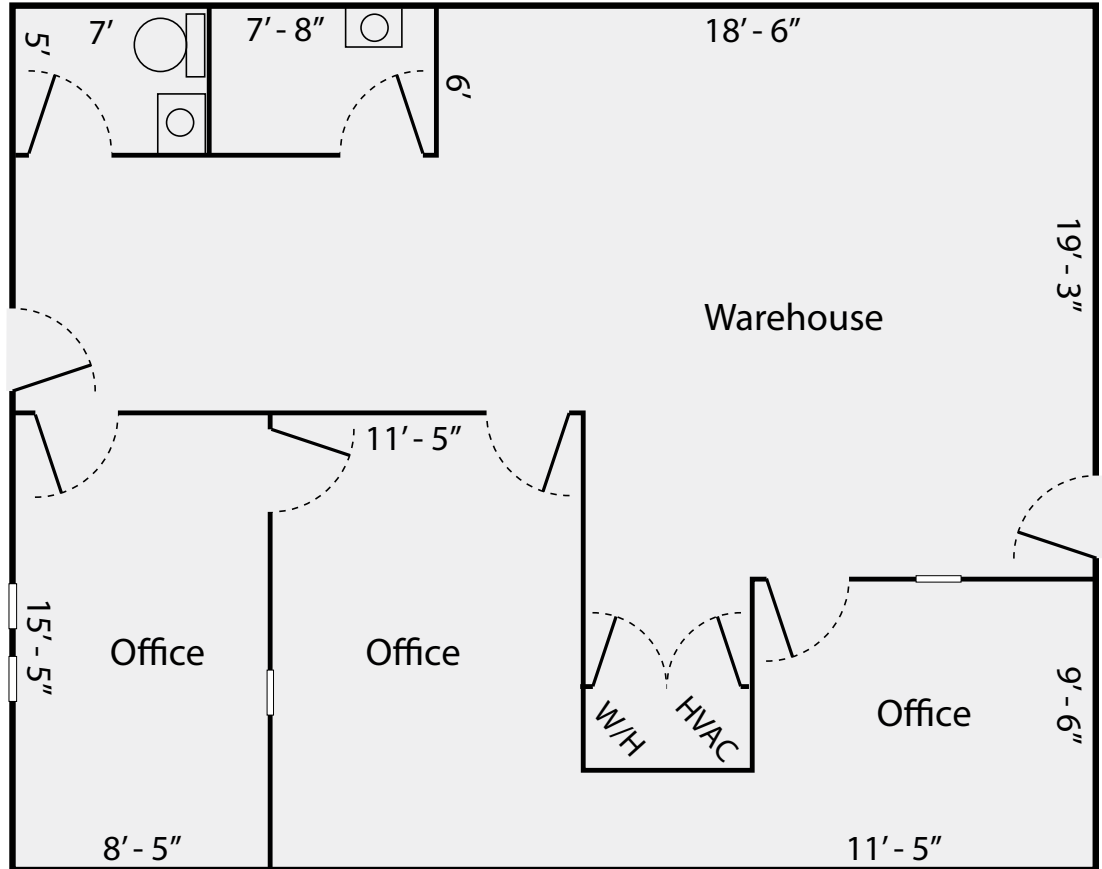 7′
7′ - 8″
18′ - 6″
5′
6′
19′ - 3″
Warehouse
11′ - 5″
15′ - 5″
Office
Office
W/H
HVAC
Office
9′ - 6″
8′ - 5″
11′ - 5″